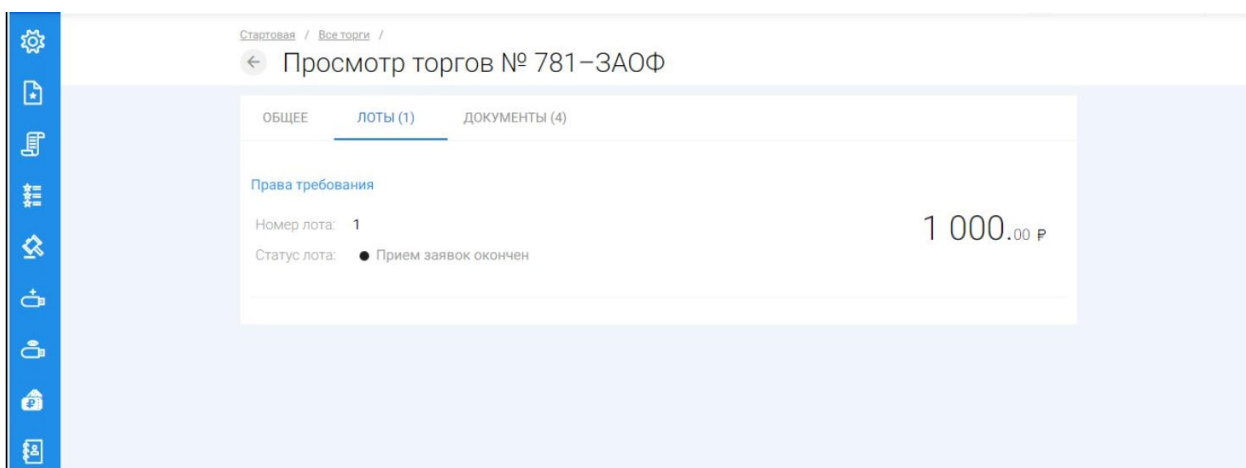 Стартовая / Все торги /
Просмотр торгов № 781-ЗАОФ
ОБЩЕЕ ЛОТЫ (1) ДОКУМЕНТЫ (4)
Права требования
Номер лота: 1
1 000.00 ₽
Статус лота: ● Прием заявок окончен